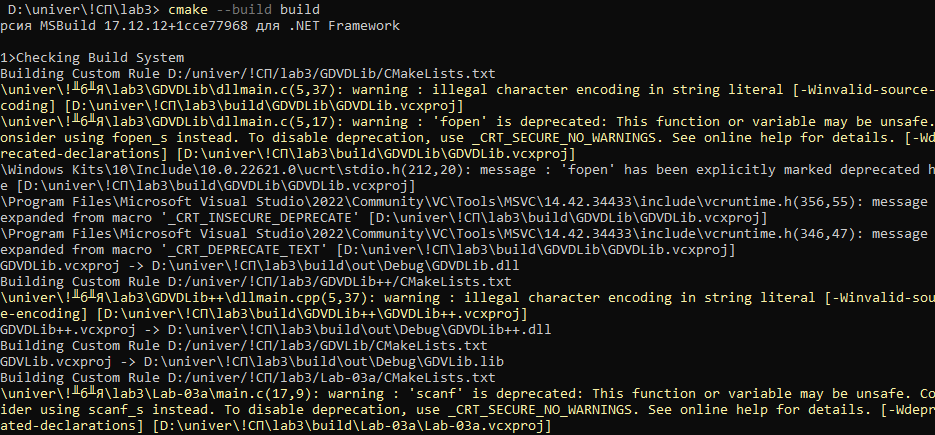 D:\univer\!СП\lab3> cmake --build build
рсия MSBuild 17.12.12+1cce77968 для .NET Framework
1>Checking Build System
Building Custom Rule D:/univer/!СП/lab3/GDVDLib/CMakeLists.txt
\univer\!╨б╨Я\lab3\GDVDLib\dllmain.c(5,37): warning : illegal character encoding in string literal [-Winvalid-source-
coding] [D:\univer\!СП\lab3\build\GDVDLib\GDVDLib.vcxproj]
\univer\!╨б╨Я\lab3\GDVDLib\dllmain.c(5,17): warning : 'fopen' is deprecated: This function or variable may be unsafe.
onsider using fopen_s instead. To disable deprecation, use _CRT_SECURE_NO_WARNINGS. See online help for details. [-Wd
recated-declarations] [D:\univer\!СП\lab3\build\GDVDLib\GDVDLib.vcxproj]
\Windows Kits\10\Include\10.0.22621.0\ucrt\stdio.h(212,20): message : 'fopen' has been explicitly marked deprecated h
e [D:\univer\!СП\lab3\build\GDVDLib\GDVDLib.vcxproj]
\Program Files\Microsoft Visual Studio\2022\Community\VC\Tools\MSVC\14.42.34433\include\vcruntime.h(356,55): message
expanded from macro '_CRT_INSECURE_DEPRECATE' [D:\univer\!СП\lab3\build\GDVDLib\GDVDLib.vcxproj]
\Program Files\Microsoft Visual Studio\2022\Community\VC\Tools\MSVC\14.42.34433\include\vcruntime.h(346,47): message
expanded from macro '_CRT_DEPRECATE_TEXT' [D:\univer\!СП\lab3\build\GDVDLib\GDVDLib.vcxproj]
GDVDLib.vcxproj -> D:\univer\!СП\lab3\build\out\Debug\GDVDLib.dll
Building Custom Rule D:/univer/!СП/lab3/GDVDLib++/CMakeLists.txt
\univer\!╨б╨Я\lab3\GDVDLib++\dllmain.cpp(5,37): warning : illegal character encoding in string literal [-Winvalid-sou
e-encoding] [D:\univer\!СП\lab3\build\GDVDLib++\GDVDLib++.vcxproj]
GDVDLib++.vcxproj -> D:\univer\!СП\lab3\build\out\Debug\GDVDLib++.dll
Building Custom Rule D:/univer/!СП/lab3/GDVLib/CMakeLists.txt
GDVLib.vcxproj -> D:\univer\!СП\lab3\build\out\Debug\GDVLib.lib
Building Custom Rule D:/univer/!СП/lab3/Lab-03a/CMakeLists.txt
\univer\!╨б╨Я\lab3\Lab-03a\main.c(17,9): warning : 'scanf' is deprecated: This function or variable may be unsafe. Co
ider using scanf_s instead. To disable deprecation, use _CRT_SECURE_NO_WARNINGS. See online help for details. [-Wdepr
ated-declarations] [D:\univer\!СП\lab3\build\Lab-03a\Lab-03a.vcxproj]